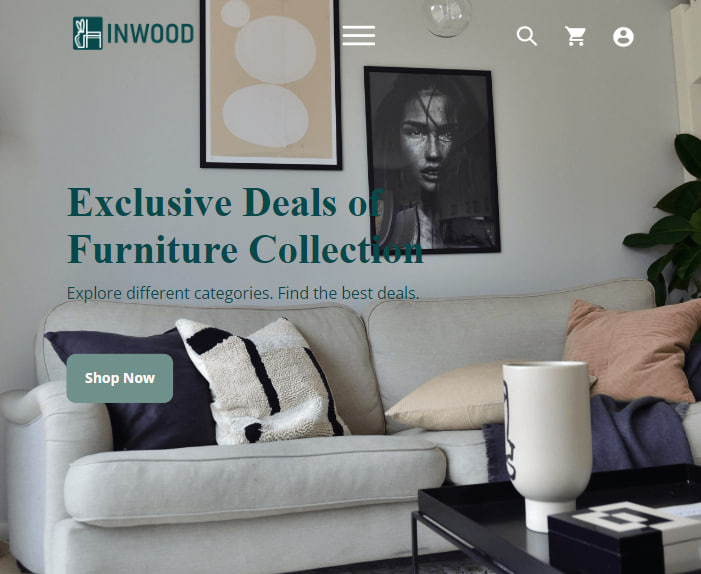 INWOOD
Exclusive Deals of
Furniture Collection
Explore different categories. Find the best deals.
Shop Now